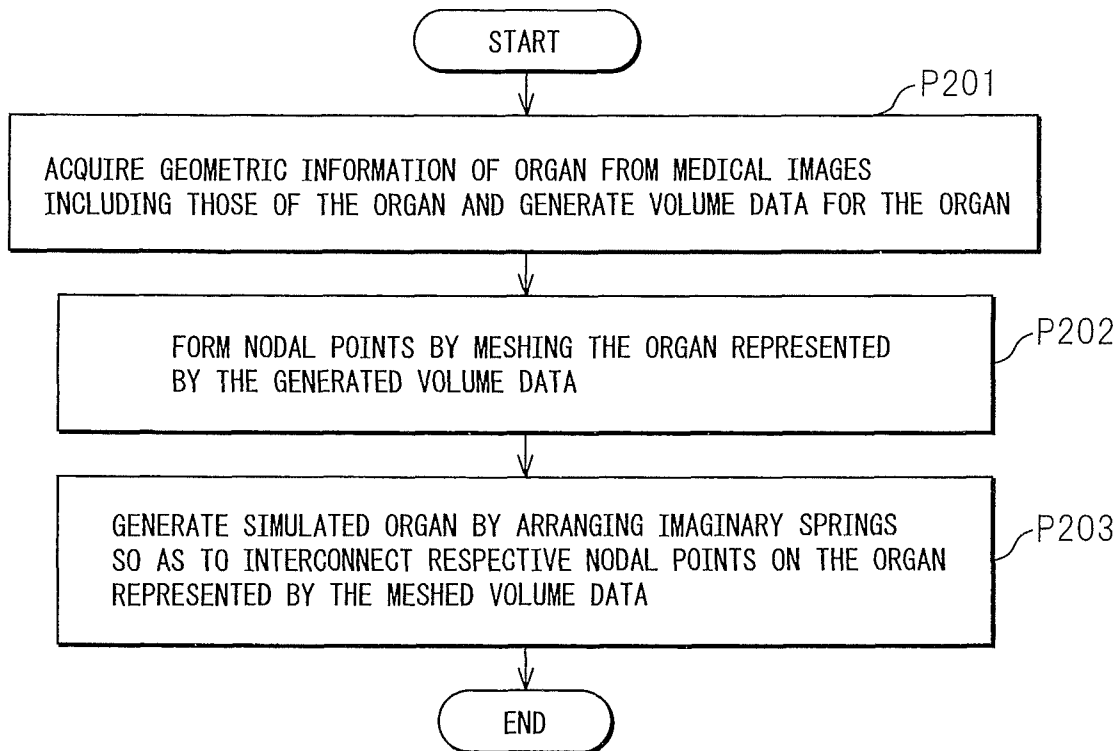 START
P201
ACQUIRE GEOMETRIC INFORMATION OF ORGAN FROM MEDICAL IMAGES
INCLUDING THOSE OF THE ORGAN AND GENERATE VOLUME DATA FOR THE ORGAN
P202
FORM NODAL POINTS BY MESHING THE ORGAN REPRESENTED
BY THE GENERATED VOLUME DATA
P203
GENERATE SIMULATED ORGAN BY ARRANGING IMAGINARY SPRINGS
SO AS TO INTERCONNECT RESPECTIVE NODAL POINTS ON THE ORGAN
REPRESENTED BY THE MESHED VOLUME DATA
END